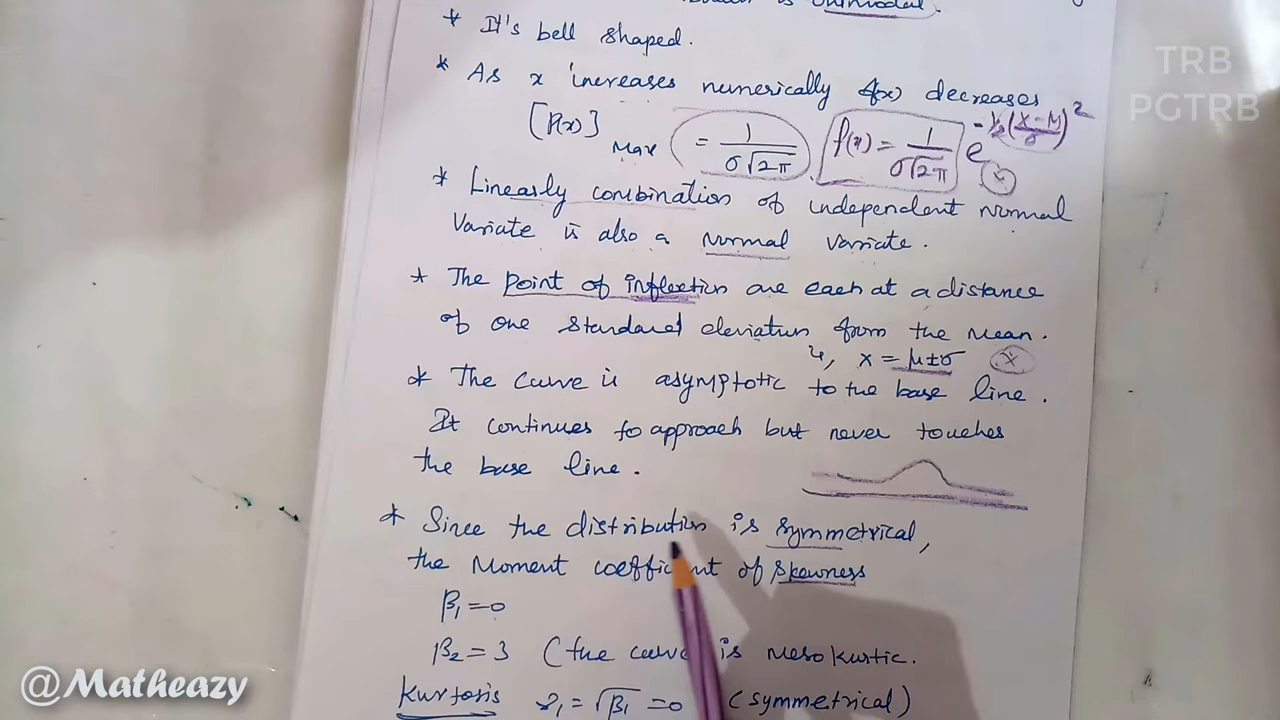 is unimodal.
* It's bell shaped.
* As x increases numerically f(x) decreases
[P(x)] Max = 1/σ√2π f(x) = 1/σ√2π e^-½(x-μ/σ)²
* Linearly combination of independent normal
variate is also a normal variate.
* The point of inflection are each at a distance
of one standard deviation from the mean.
ie, x = μ±σ
* The curve is asymptotic to the base line.
It continues to approach but never touches
the base line.
* Since the distribution is symmetrical,
the Moment coefficient of skewness
β₁=0
β₂=3 (the curve is mesokurtic.
Kurtosis γ₁=√β₁=0 (symmetrical)
TRB
PGTRB
@Matheazy